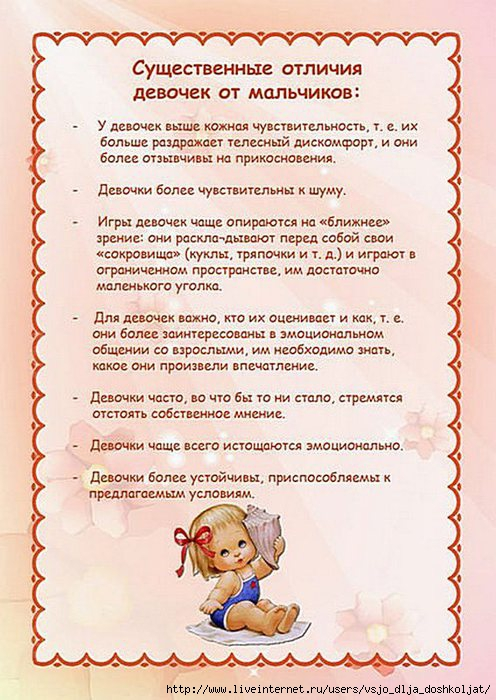 Существенные отличия
девочек от мальчиков:
- У девочек выше кожная чувствительность, т. е. их
больше раздражает телесный дискомфорт, и они
более отзывчивы на прикосновения.
- Девочки более чувствительны к шуму.
- Игры девочек чаще опираются на «ближнее»
зрение: они раскла¬дывают перед собой свои
«сокровища» (куклы, тряпочки и т. д.) и играют в
ограниченном пространстве, им достаточно
маленького уголка.
- Для девочек важно, кто их оценивает и как, т. е.
они более заинтересованы в эмоциональном
общении со взрослыми, им необходимо знать,
какое они произвели впечатление.
- Девочки часто, во что бы то ни стало, стремятся
отстоять собственное мнение.
- Девочки чаще всего истощаются эмоционально.
- Девочки более устойчивы, приспособляемы к
предлагаемым условиям.
http://www.liveinternet.ru/users/vsjo_dlja_doshkoljat/